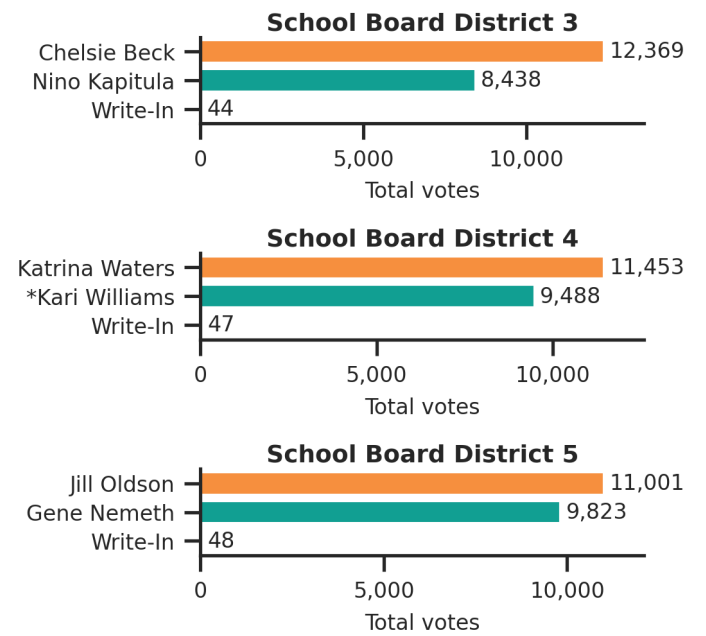 School Board District 3
Chelsie Beck 12,369
Nino Kapitula 8,438
Write-In 44
0 5,000 10,000
Total votes
School Board District 4
Katrina Waters 11,453
*Kari Williams 9,488
Write-In 47
0 5,000 10,000
Total votes
School Board District 5
Jill Oldson 11,001
Gene Nemeth 9,823
Write-In 48
0 5,000 10,000
Total votes